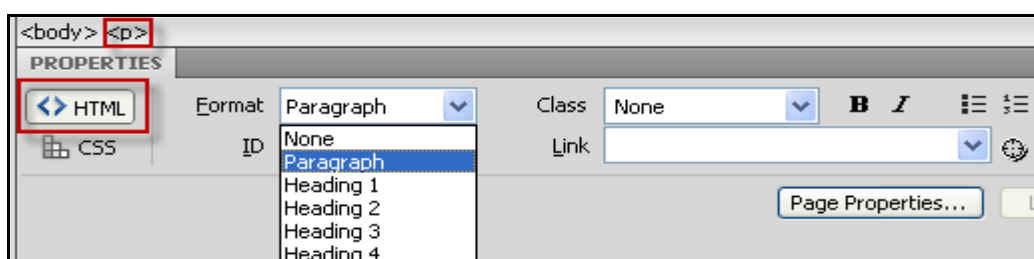 <body> <p>
PROPERTIES
<> HTML Format Paragraph Class None B I
CSS ID None Link
Paragraph
Heading 1
Page Properties...
Heading 2
Heading 3
Heading 4